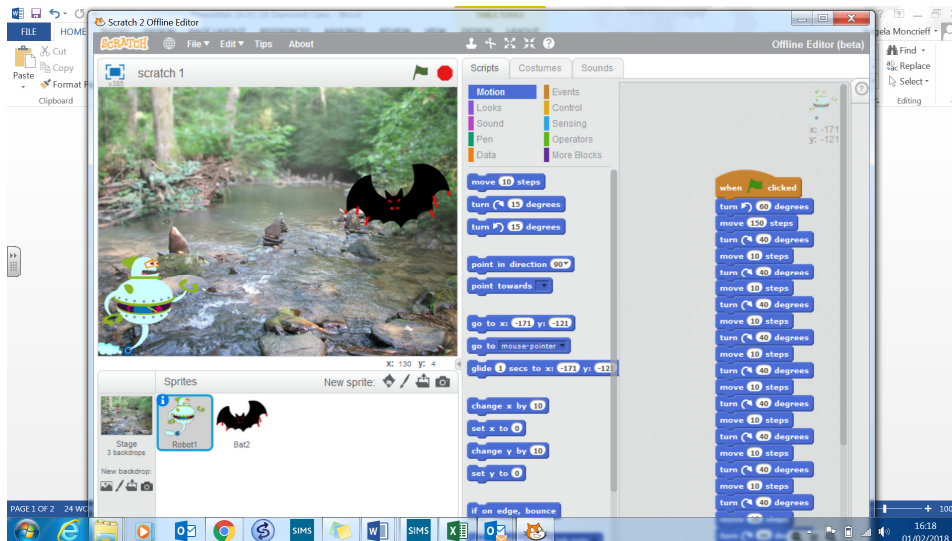 Scratch 2 Offline Editor
FILE
HOME
Cut
Copy
Paste
Format
Clipboard
gela Moncrieff
Find
Replace
Select
Editing
SCRATCH
File
Edit
Tips
About
Offline Editor (beta)
scratch 1
v385
Scripts
Costumes
Sounds
Motion
Events
Looks
Control
Sound
Sensing
Pen
Operators
Data
More Blocks
move 10 steps
turn 15 degrees
turn 15 degrees
point in direction 90
point towards
go to x: -171 y: -121
go to mouse-pointer
glide 1 secs to x: -171 y: -121
change x by 10
set x to 0
change y by 10
set y to 0
if on edge, bounce
x: -171
y: -121
when clicked
turn 60 degrees
move 150 steps
turn 40 degrees
move 10 steps
turn 40 degrees
move 10 steps
turn 40 degrees
move 10 steps
turn 40 degrees
move 10 steps
turn 40 degrees
move 10 steps
turn 40 degrees
move 10 steps
turn 40 degrees
move 10 steps
turn 40 degrees
move 10 steps
turn 40 degrees
x: 130 y: 4
Sprites
New sprite:
Stage
3 backdrops
New backdrop:
Robot1
Bat2
PAGE 1 OF 2 24 WO
100
SIMS
SIMS
16:18
01/02/2018